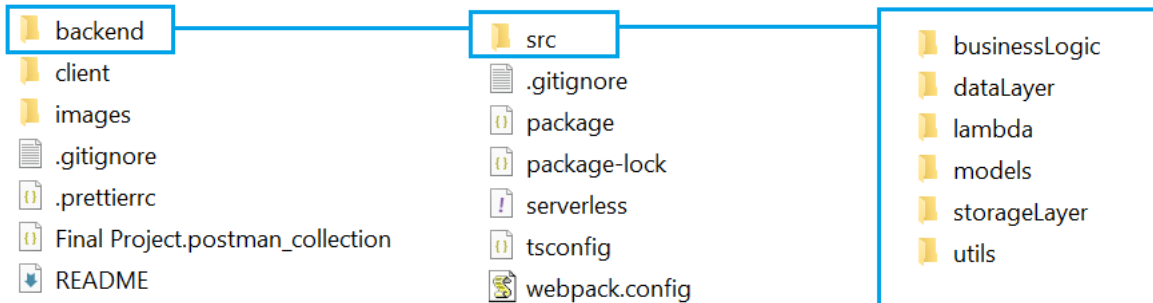 backend
client
images
.gitignore
.prettierrc
Final Project.postman_collection
README
src
.gitignore
package
package-lock
serverless
tsconfig
webpack.config
businessLogic
dataLayer
lambda
models
storageLayer
utils